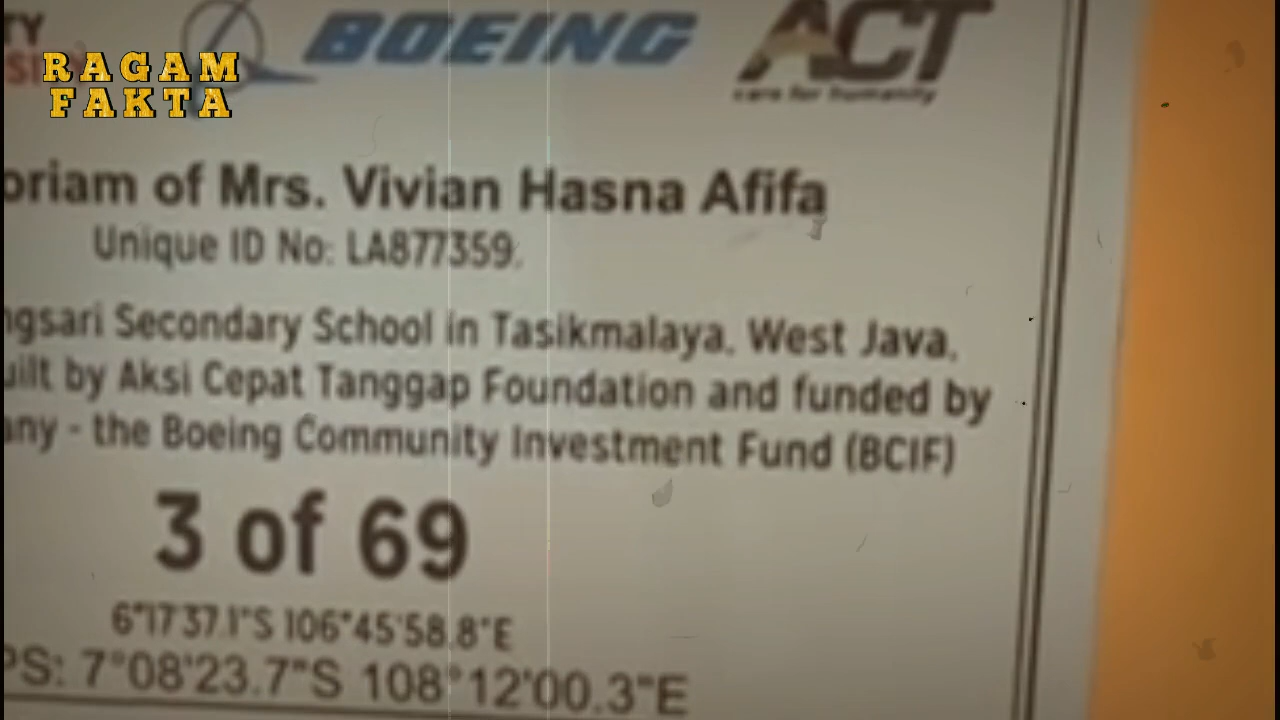 TY
BOEING
ACT
RAGAM
FAKTA
care for humanity
oriam of Mrs. Vivian Hasna Afifa
Unique ID No: LA877359.
ngsari Secondary School in Tasikmalaya, West Java,
uilt by Aksi Cepat Tanggap Foundation and funded by
any - the Boeing Community Investment Fund (BCIF)
3 of 69
6°17'37.1"S 106°45'58.8"E
PS: 7°08'23.7"S 108°12'00.3"E